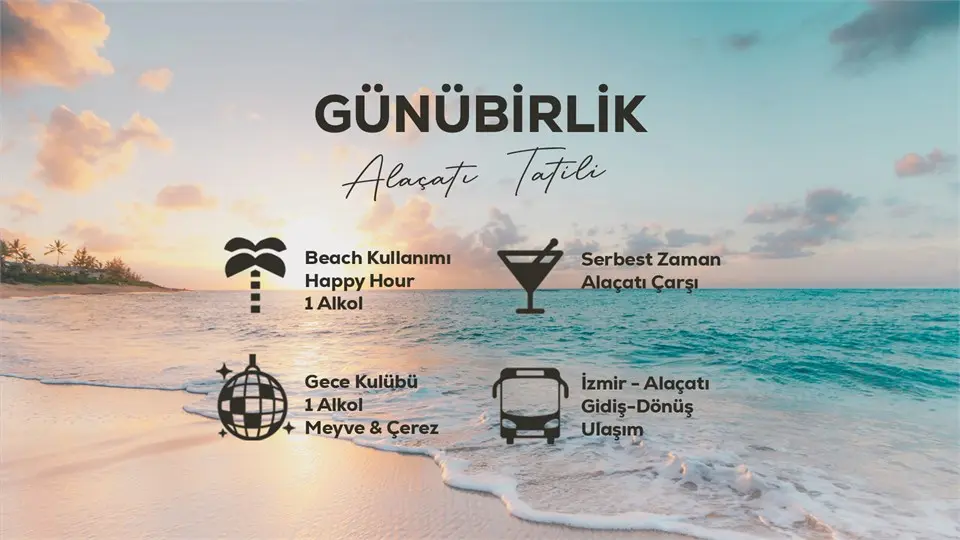 GÜNÜBİRLİK
Alaçatı Tatili
Beach Kullanımı
Happy Hour
1 Alkol
Serbest Zaman
Alaçatı Çarşı
Gece Kulübü
1 Alkol
Meyve & Çerez
İzmir - Alaçatı
Gidiş-Dönüş
Ulaşım